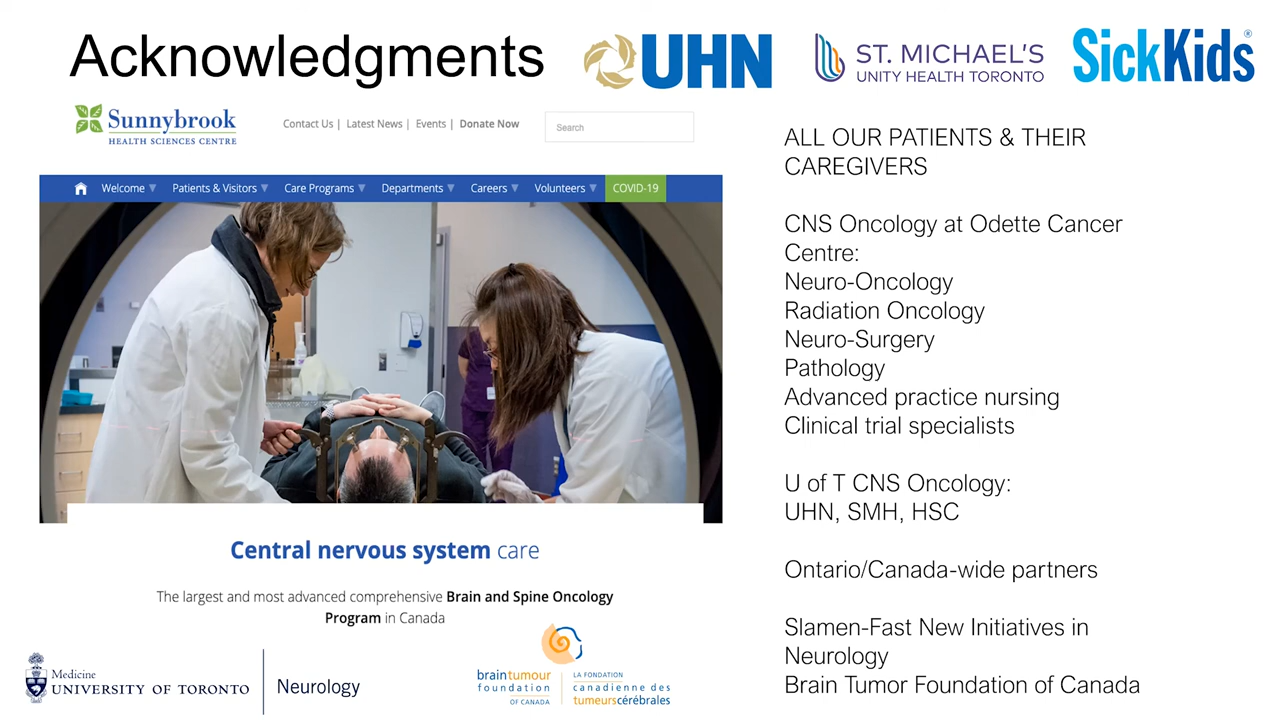 Acknowledgments
UHN
ST. MICHAEL'S
UNITY HEALTH TORONTO
SickKids®
Sunnybrook
HEALTH SCIENCES CENTRE
Contact Us | Latest News | Events | Donate Now
Search
Welcome Patients & Visitors Care Programs Departments Careers Volunteers COVID-19
Central nervous system care
The largest and most advanced comprehensive Brain and Spine Oncology
Program in Canada
Medicine
UNIVERSITY OF TORONTO
Neurology
braintumour
foundation
OF CANADA
LA FONDATION
canadienne des
tumeurscérébrales
ALL OUR PATIENTS & THEIR
CAREGIVERS
CNS Oncology at Odette Cancer
Centre:
Neuro-Oncology
Radiation Oncology
Neuro-Surgery
Pathology
Advanced practice nursing
Clinical trial specialists
U of T CNS Oncology:
UHN, SMH, HSC
Ontario/Canada-wide partners
Slamen-Fast New Initiatives in
Neurology
Brain Tumor Foundation of Canada